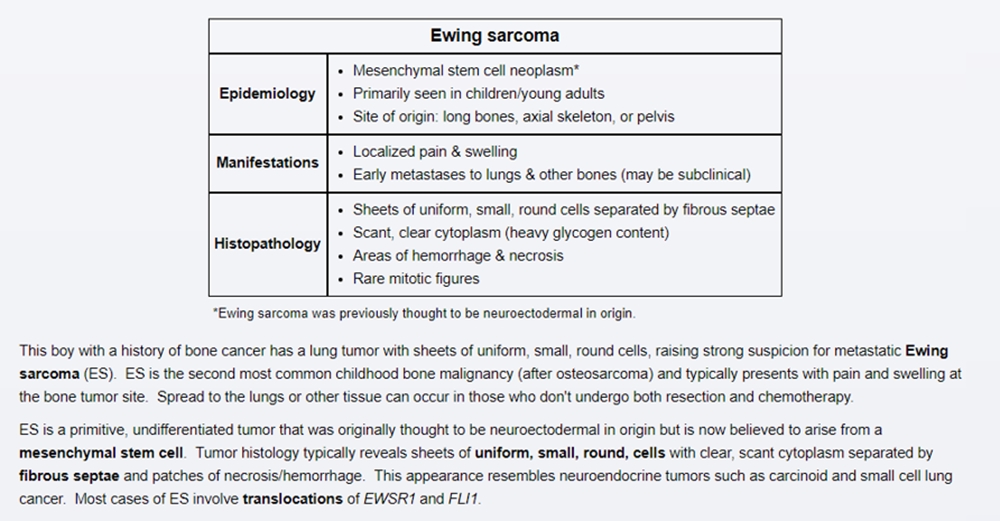 Ewing sarcoma
Epidemiology
• Mesenchymal stem cell neoplasm*
• Primarily seen in children/young adults
• Site of origin: long bones, axial skeleton, or pelvis
Manifestations
• Localized pain & swelling
• Early metastases to lungs & other bones (may be subclinical)
Histopathology
• Sheets of uniform, small, round cells separated by fibrous septae
• Scant, clear cytoplasm (heavy glycogen content)
• Areas of hemorrhage & necrosis
• Rare mitotic figures
*Ewing sarcoma was previously thought to be neuroectodermal in origin.
This boy with a history of bone cancer has a lung tumor with sheets of uniform, small, round cells, raising strong suspicion for metastatic Ewing
sarcoma (ES).  ES is the second most common childhood bone malignancy (after osteosarcoma) and typically presents with pain and swelling at
the bone tumor site.  Spread to the lungs or other tissue can occur in those who don't undergo both resection and chemotherapy.
ES is a primitive, undifferentiated tumor that was originally thought to be neuroectodermal in origin but is now believed to arise from a
mesenchymal stem cell.  Tumor histology typically reveals sheets of uniform, small, round, cells with clear, scant cytoplasm separated by
fibrous septae and patches of necrosis/hemorrhage.  This appearance resembles neuroendocrine tumors such as carcinoid and small cell lung
cancer.  Most cases of ES involve translocations of EWSR1 and FLI1.